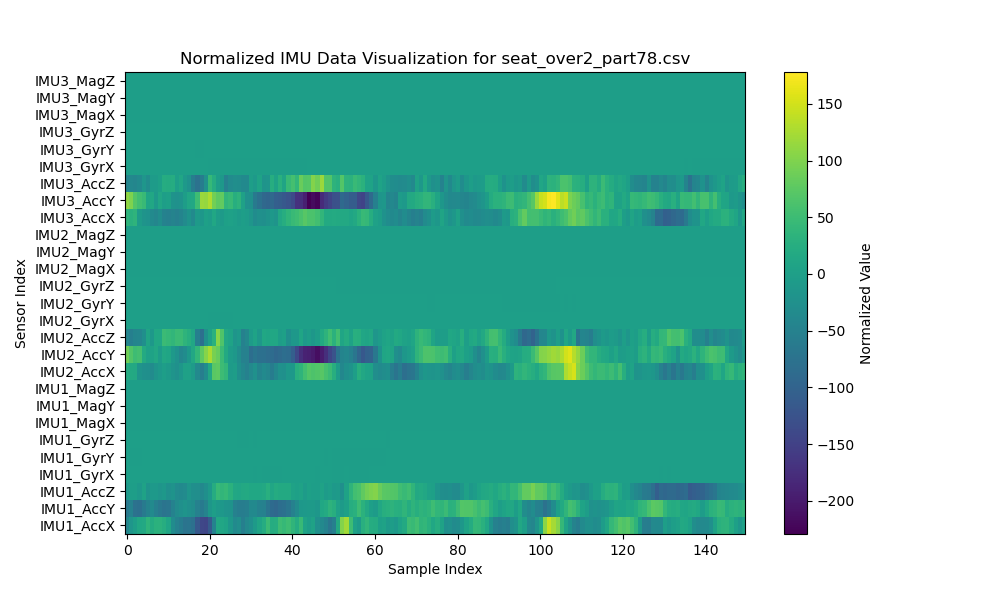 Normalized IMU Data Visualization for seat_over2_part78.csv
IMU3_MagZ
IMU3_MagY
IMU3_MagX
IMU3_GyrZ
IMU3_GyrY
IMU3_GyrX
IMU3_AccZ
IMU3_AccY
IMU3_AccX
IMU2_MagZ
IMU2_MagY
IMU2_MagX
IMU2_GyrZ
IMU2_GyrY
IMU2_GyrX
IMU2_AccZ
IMU2_AccY
IMU2_AccX
IMU1_MagZ
IMU1_MagY
IMU1_MagX
IMU1_GyrZ
IMU1_GyrY
IMU1_GyrX
IMU1_AccZ
IMU1_AccY
IMU1_AccX
Sensor Index
0 20 40 60 80 100 120 140
Sample Index
150
100
50
0
−50
−100
−150
−200
Normalized Value